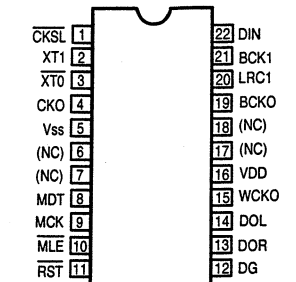 CKSL 1 22 DIN
XT1 2 21 BCK1
XT0 3 20 LRC1
CKO 4 19 BCKO
Vss 5 18 (NC)
(NC) 6 17 (NC)
(NC) 7 16 VDD
MDT 8 15 WCKO
MCK 9 14 DOL
MLE 10 13 DOR
RST 11 12 DG